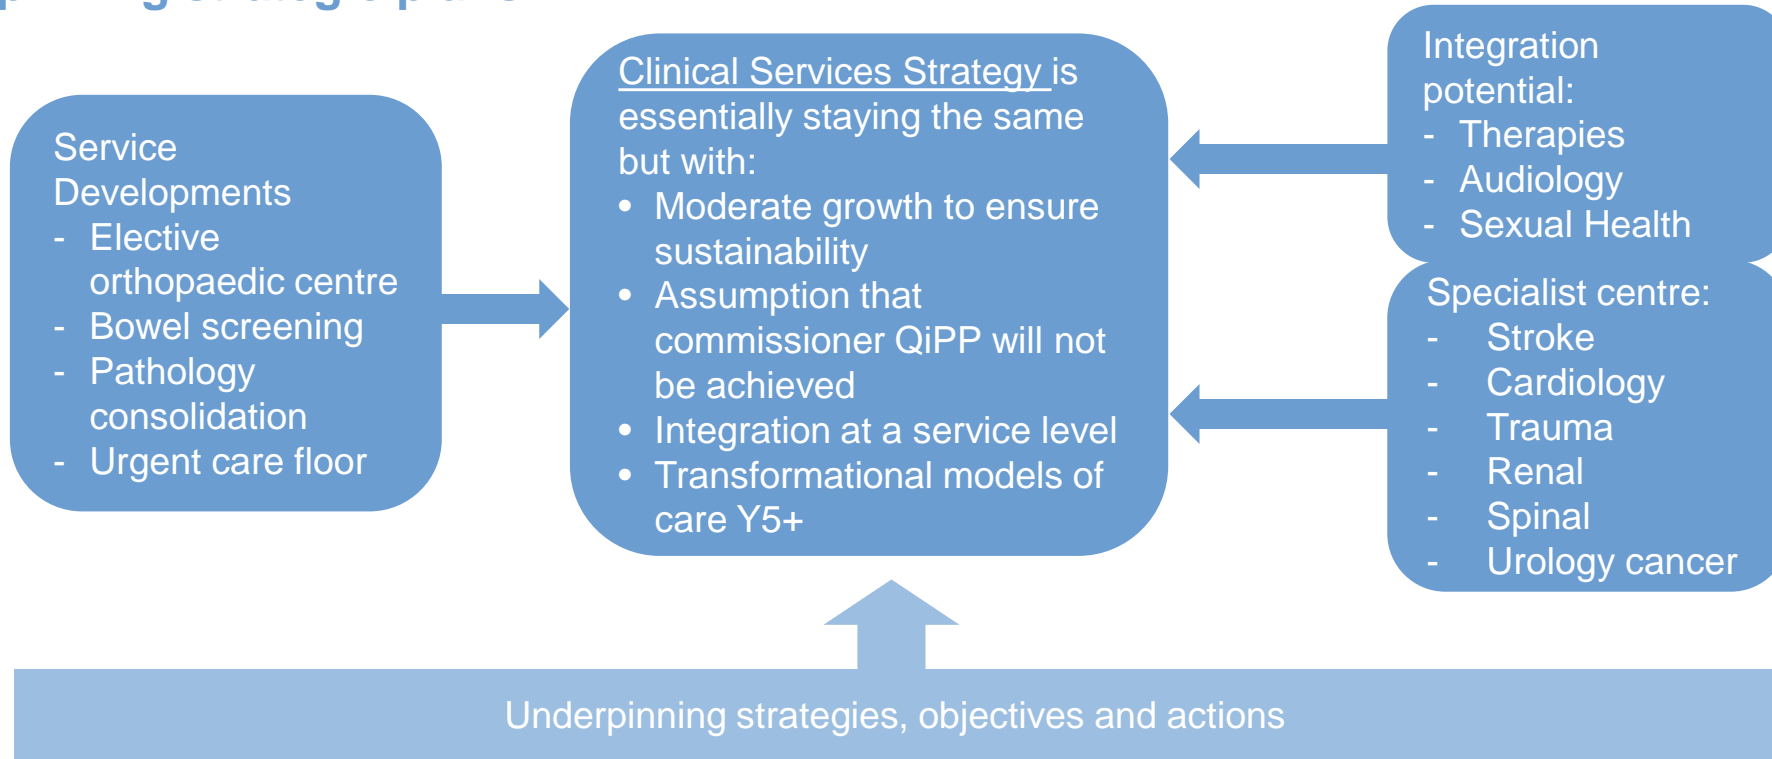 Service
Developments
- Elective
orthopaedic centre
- Bowel screening
- Pathology
consolidation
- Urgent care floor
Clinical Services Strategy is
essentially staying the same
but with:
• Moderate growth to ensure
sustainability
• Assumption that
commissioner QiPP will not
be achieved
• Integration at a service level
• Transformational models of
care Y5+
Integration
potential:
- Therapies
- Audiology
- Sexual Health
Specialist centre:
- Stroke
- Cardiology
- Trauma
- Renal
- Spinal
- Urology cancer
Underpinning strategies, objectives and actions